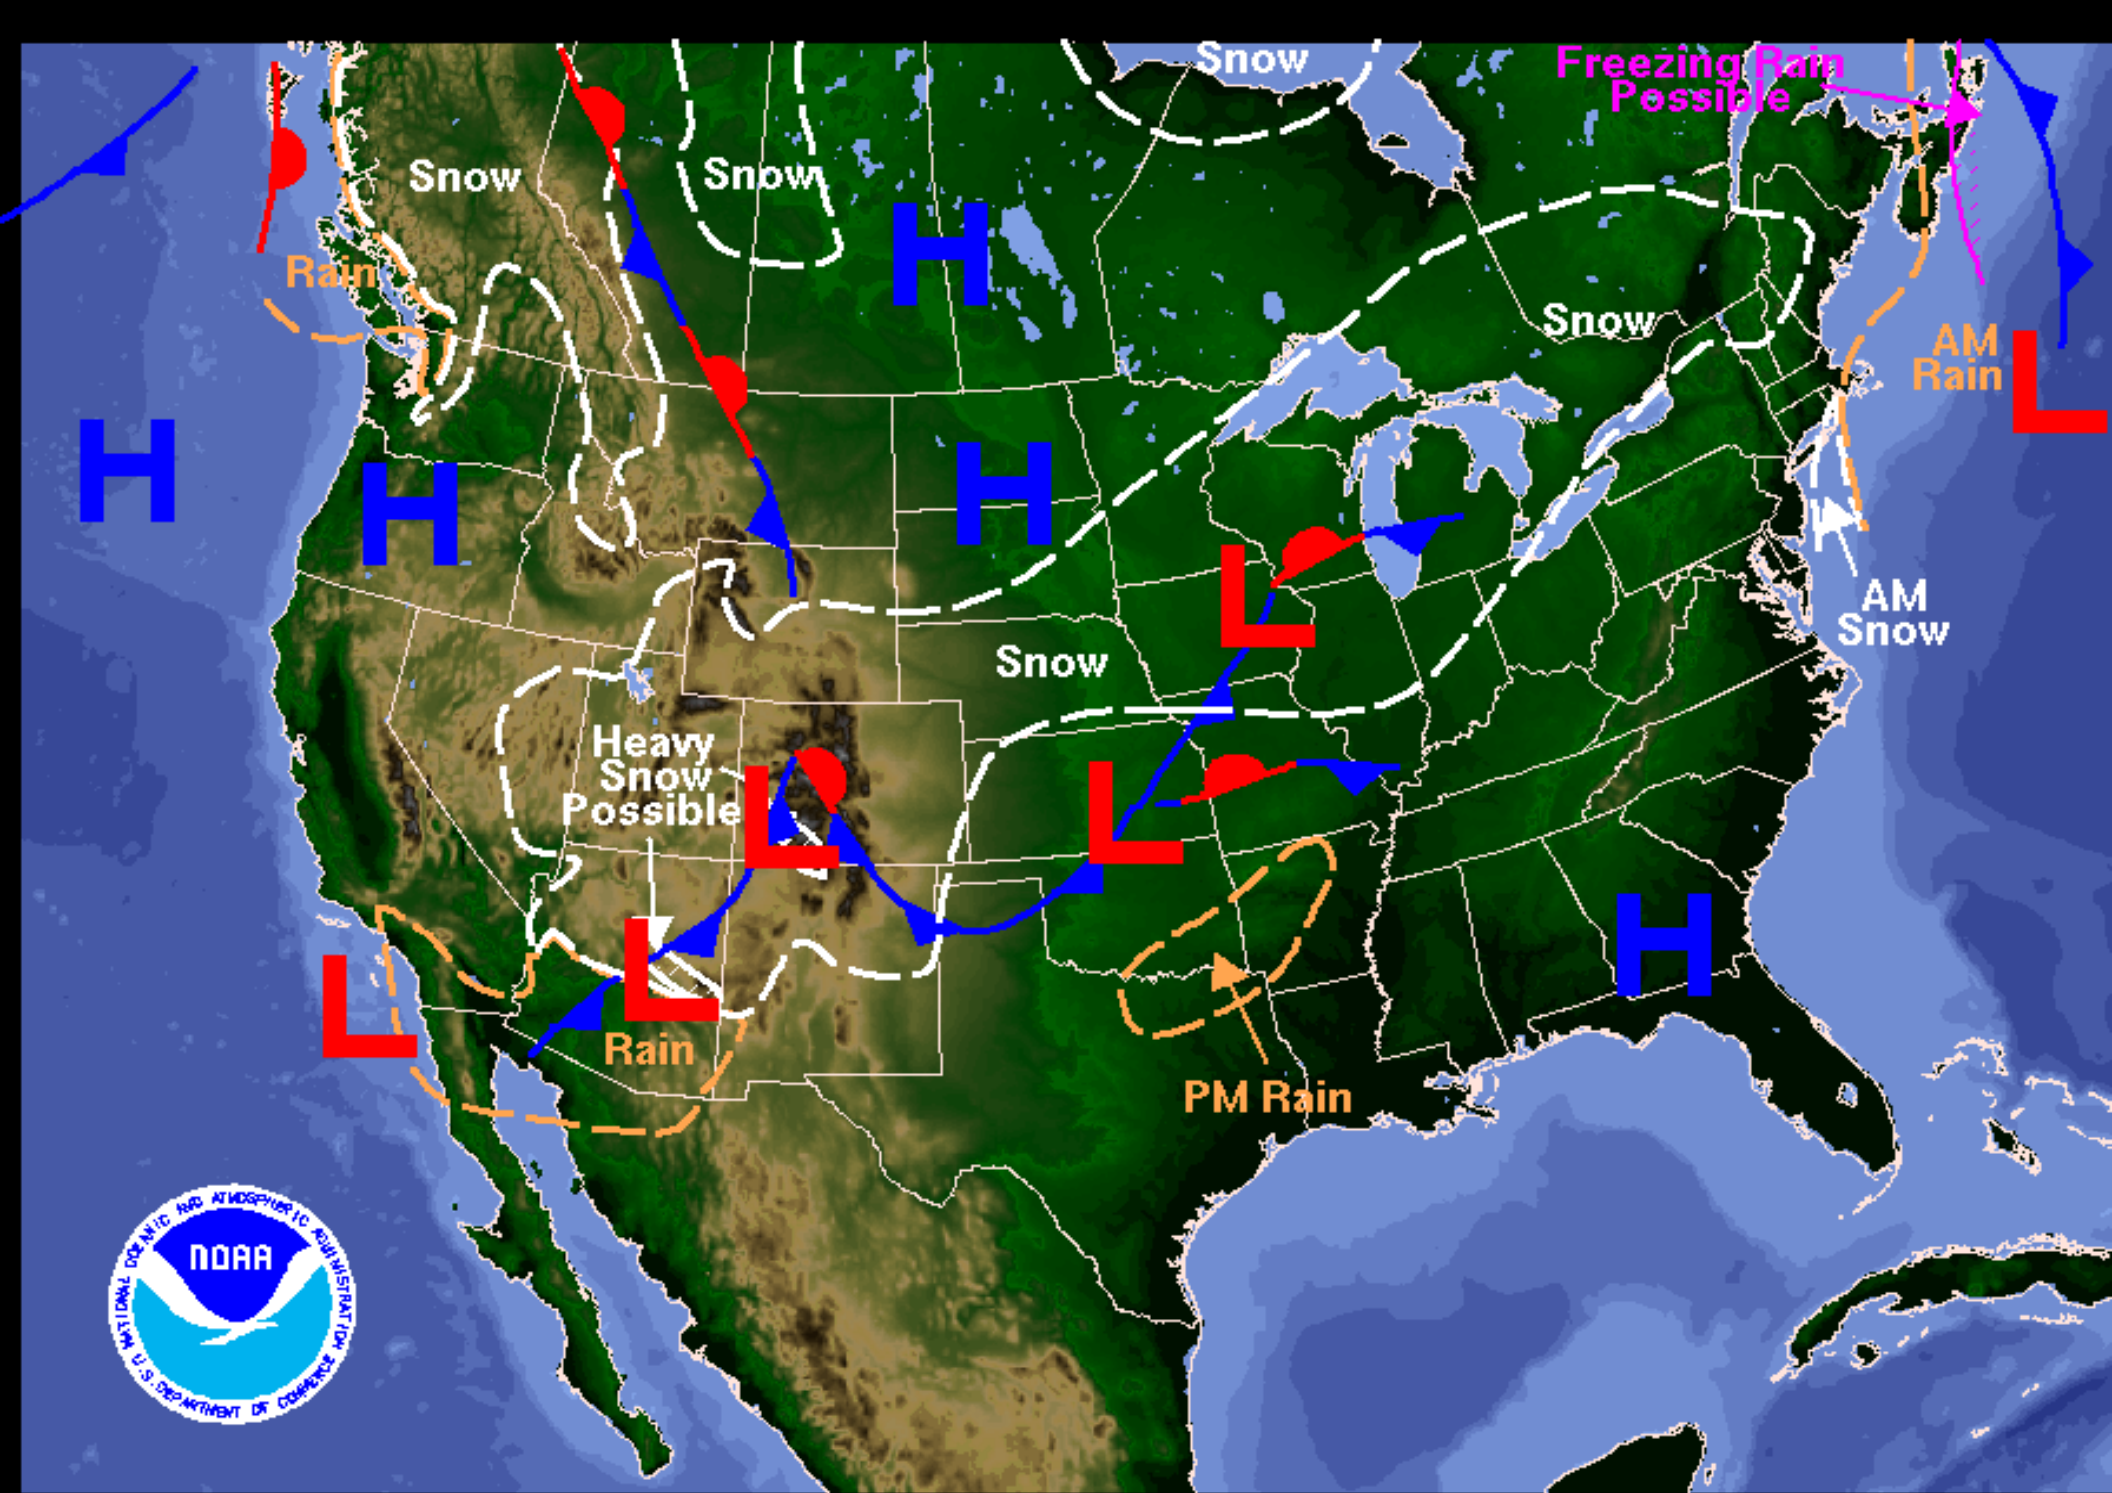 Snow
Freezing Rain
Possible
Snow
Snow
H
Rain
Snow
AM
Rain
L
H
H
H
L
AM
Snow
Snow
Heavy
Snow
Possible
L
L
H
L
L
Rain
PM Rain
NOAA
NATIONAL OCEANIC AND ATMOSPHERIC ADMINISTRATION
U.S. DEPARTMENT OF COMMERCE